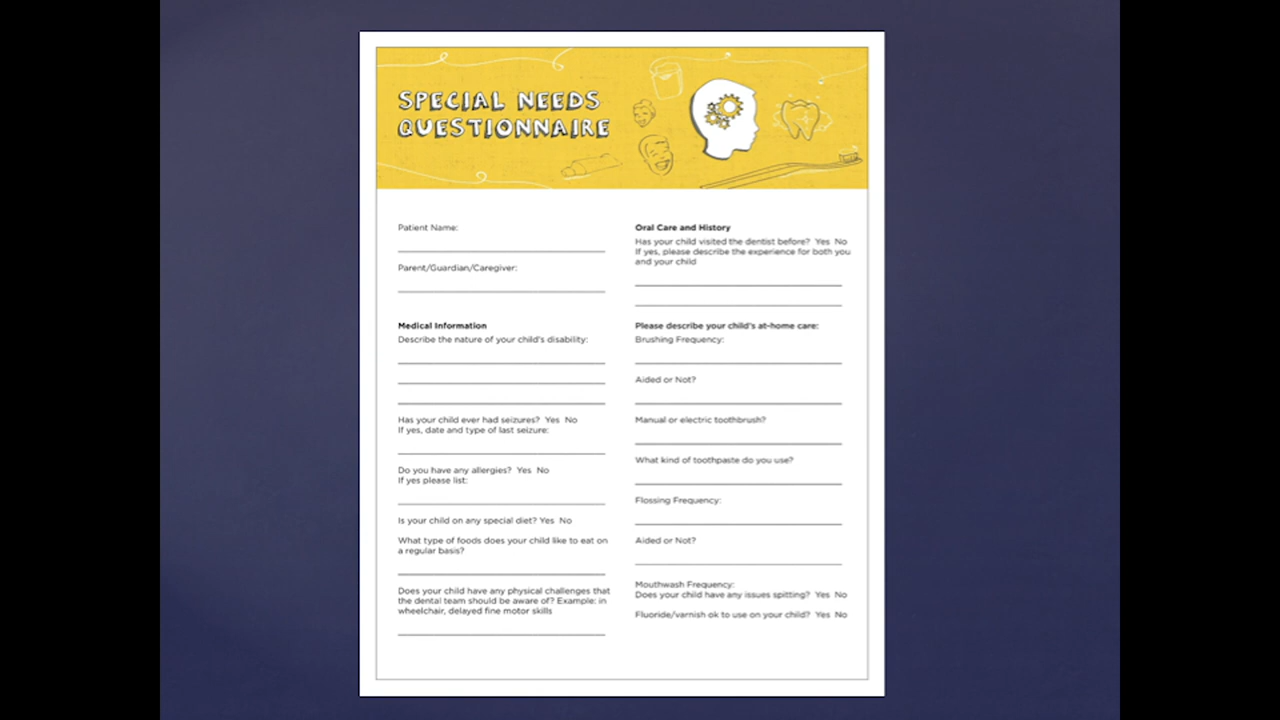 SPECIAL NEEDS
QUESTIONNAIRE
Patient Name:
Parent/Guardian/Caregiver:
Medical Information
Describe the nature of your child's disability:
Has your child ever had seizures? Yes No
If yes, date and type of last seizure:
Do you have any allergies? Yes No
If yes please list:
Is your child on any special diet? Yes No
What type of foods does your child like to eat on
a regular basis?
Does your child have any physical challenges that
the dental team should be aware of? Example: in
wheelchair, delayed fine motor skills
Oral Care and History
Has your child visited the dentist before? Yes No
If yes, please describe the experience for both you
and your child
Please describe your child's at-home care:
Brushing Frequency:
Aided or Not?
Manual or electric toothbrush?
What kind of toothpaste do you use?
Flossing Frequency:
Aided or Not?
Mouthwash Frequency:
Does your child have any issues spitting? Yes No
Fluoride/varnish ok to use on your child? Yes No